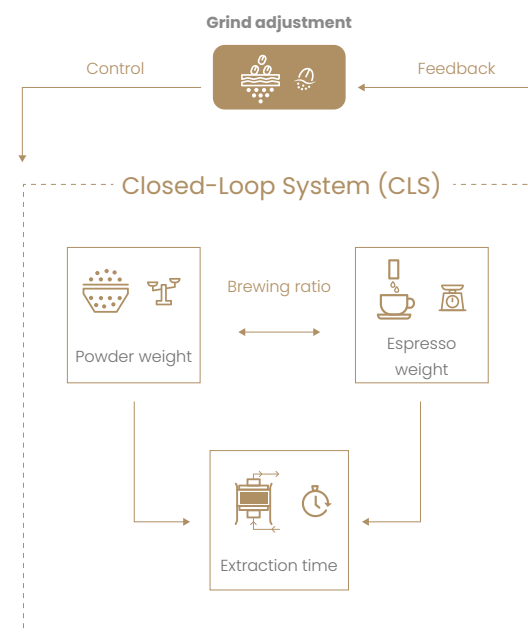 Grind adjustment
Control
Feedback
Closed-Loop System (CLS)
Brewing ratio
Powder weight
Espresso
weight
Extraction time